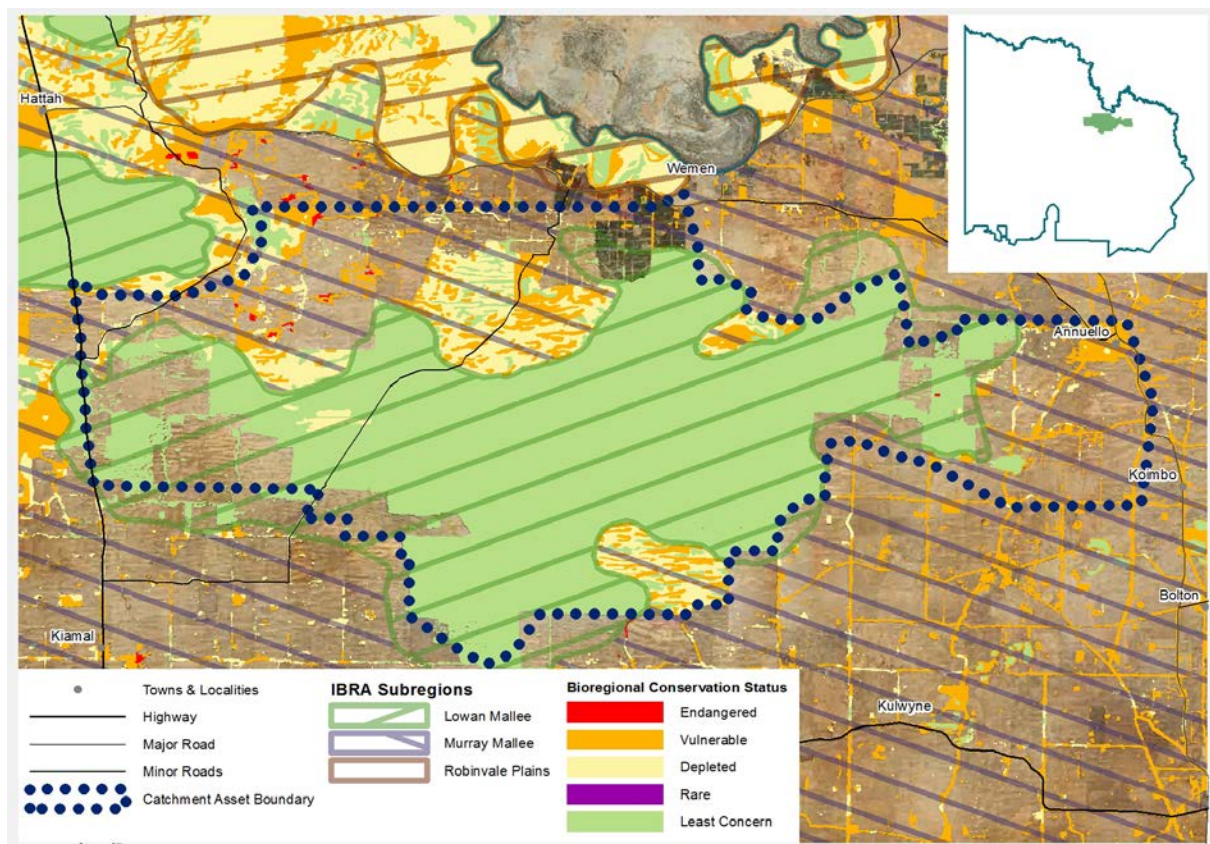 Hattah
Wemen
Annuello
Koimbo
Bolton
Kiamal
Kulwyne
Towns & Localities
Highway
Major Road
Minor Roads
Catchment Asset Boundary
IBRA Subregions
Lowan Mallee
Murray Mallee
Robinvale Plains
Bioregional Conservation Status
Endangered
Vulnerable
Depleted
Rare
Least Concern